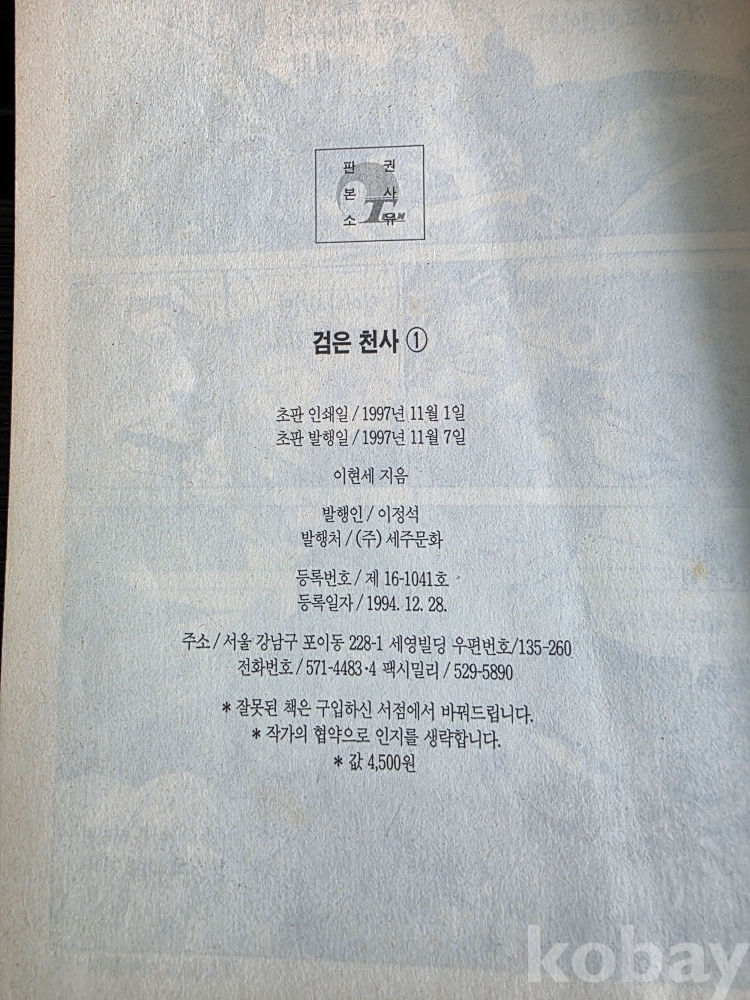 판 권
본 사
소 유
검은 천사 ①
초판 인쇄일 / 1997년 11월 1일
초판 발행일 / 1997년 11월 7일
이현세 지음
발행인 / 이정석
발행처 / (주) 세주문화
등록번호 / 제 16-1041호
등록일자 / 1994. 12. 28.
주소 / 서울 강남구 포이동 228-1 세영빌딩 우편번호/135-260
전화번호 / 571-4483·4 팩시밀리 / 529-5890
* 잘못된 책은 구입하신 서점에서 바꿔드립니다.
* 작가의 협약으로 인지를 생략합니다.
* 값 4,500원
kobay